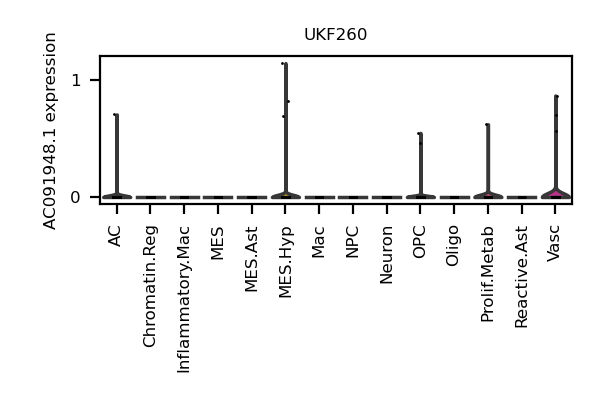 UKF260
AC091948.1 expression
1
0
AC
Chromatin.Reg
Inflammatory.Mac
MES
MES.Ast
MES.Hyp
Mac
NPC
Neuron
OPC
Oligo
Prolif.Metab
Reactive.Ast
Vasc